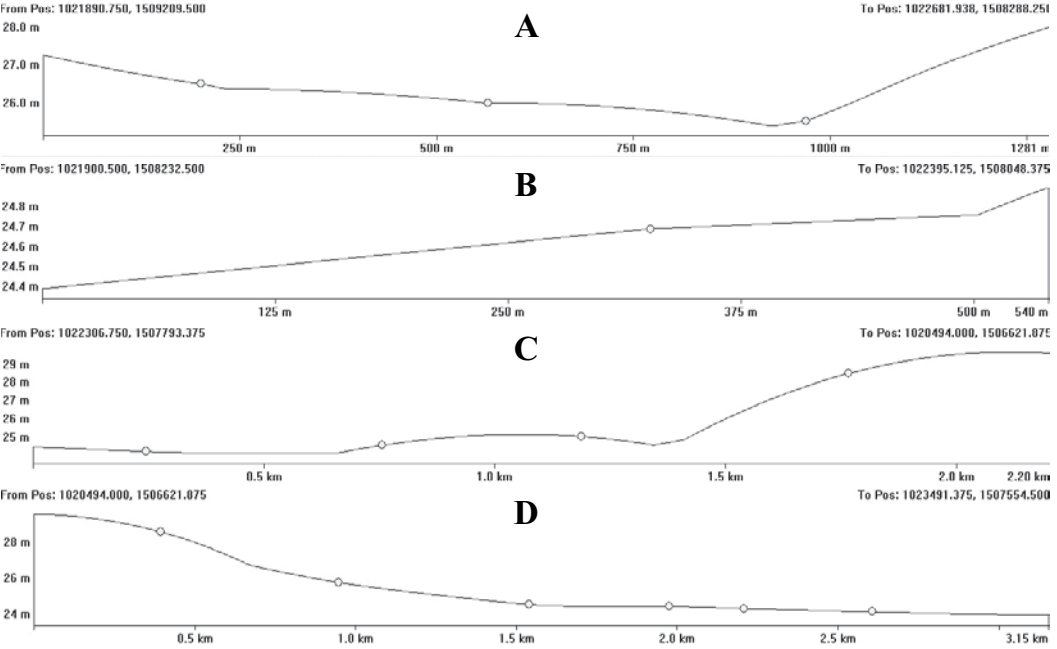 From Pos: 1021890.750, 1509209.500 A To Pos: 1022681.938, 1508288.250
28.0 m
27.0 m
26.0 m
250 m 500 m 750 m 1000 m 1281 m
From Pos: 1021900.500, 1508232.500 B To Pos: 1022395.125, 1508048.375
24.8 m
24.7 m
24.6 m
24.5 m
24.4 m
125 m 250 m 375 m 500 m 540 m
From Pos: 1022306.750, 1507793.375 C To Pos: 1020494.000, 1506621.875
29 m
28 m
27 m
26 m
25 m
0.5 km 1.0 km 1.5 km 2.0 km 2.20 km
From Pos: 1020494.000, 1506621.875 D To Pos: 1023491.375, 1507554.500
28 m
26 m
24 m
0.5 km 1.0 km 1.5 km 2.0 km 2.5 km 3.15 km